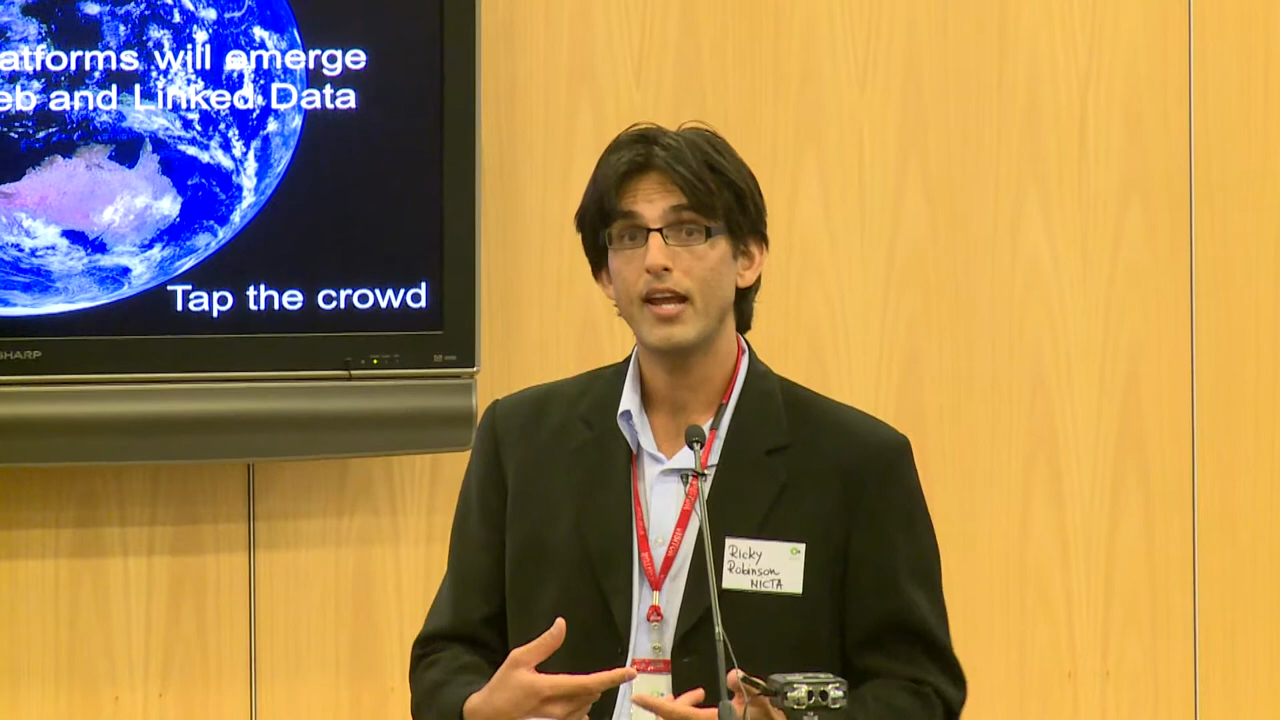 atforms will emerge
eb and Linked Data
Tap the crowd
SHARP
Ricky
Robinson
NICTA